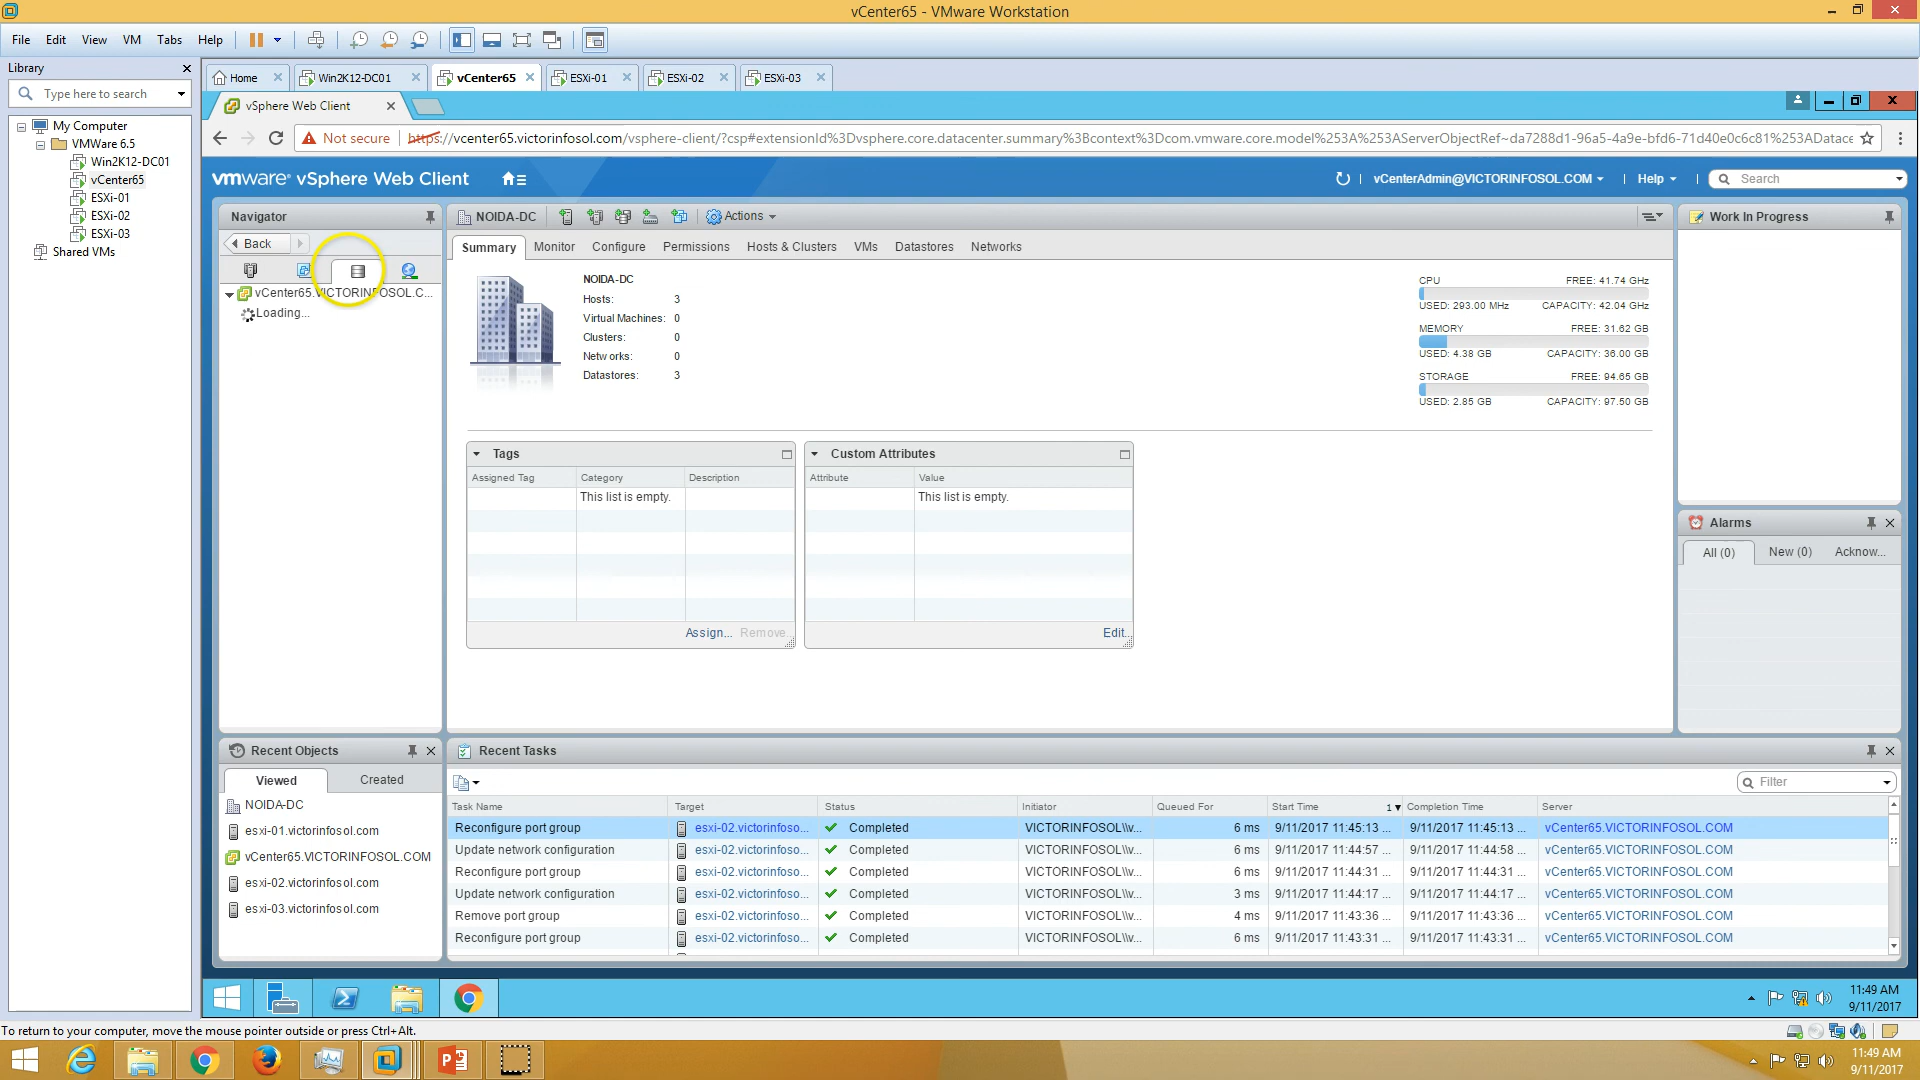 vCenter65 - VMware Workstation
File Edit View VM Tabs Help
Library
Type here to search
My Computer
VMWare 6.5
Win2K12-DC01
vCenter65
ESXi-01
ESXi-02
ESXi-03
Shared VMs
Home Win2K12-DC01 vCenter65 ESXi-01 ESXi-02 ESXi-03
vSphere Web Client
Not secure https://vcenter65.victorinfosol.com/vsphere-client/?csp#extensionId%3Dvsphere.core.datacenter.summary%3Bcontext%3Dcom.vmware.core.model%253A%253AServerObjectRef~da7288d1-96a5-4a9e-bfd6-71d40e0c6c81%253ADatace
vmware® vSphere Web Client
vCenterAdmin@VICTORINFOSOL.COM Help Search
Navigator
Back
vCenter65.VICTORINFOSOL.C...
Loading...
NOIDA-DC Actions
Summary Monitor Configure Permissions Hosts & Clusters VMs Datastores Networks
NOIDA-DC
Hosts: 3
Virtual Machines: 0
Clusters: 0
Networks: 0
Datastores: 3
CPU FREE: 41.74 GHz
USED: 293.00 MHz CAPACITY: 42.04 GHz
MEMORY FREE: 31.62 GB
USED: 4.38 GB CAPACITY: 36.00 GB
STORAGE FREE: 94.65 GB
USED: 2.85 GB CAPACITY: 97.50 GB
Tags
Assigned Tag Category Description
This list is empty.
Assign... Remove...
Custom Attributes
Attribute Value
This list is empty.
Edit...
Work In Progress
Alarms
All (0) New (0) Acknow...
Recent Objects
Viewed Created
NOIDA-DC
esxi-01.victorinfosol.com
vCenter65.VICTORINFOSOL.COM
esxi-02.victorinfosol.com
esxi-03.victorinfosol.com
Recent Tasks
Filter
Task Name Target Status Initiator Queued For Start Time 1 Completion Time Server
Reconfigure port group esxi-02.victorinfoso... Completed VICTORINFOSOL\\v... 6 ms 9/11/2017 11:45:13 ... 9/11/2017 11:45:13 ... vCenter65.VICTORINFOSOL.COM
Update network configuration esxi-02.victorinfoso... Completed VICTORINFOSOL\\v... 6 ms 9/11/2017 11:44:57 ... 9/11/2017 11:44:58 ... vCenter65.VICTORINFOSOL.COM
Reconfigure port group esxi-02.victorinfoso... Completed VICTORINFOSOL\\v... 6 ms 9/11/2017 11:44:31 ... 9/11/2017 11:44:31 ... vCenter65.VICTORINFOSOL.COM
Update network configuration esxi-02.victorinfoso... Completed VICTORINFOSOL\\v... 3 ms 9/11/2017 11:44:17 ... 9/11/2017 11:44:17 ... vCenter65.VICTORINFOSOL.COM
Remove port group esxi-02.victorinfoso... Completed VICTORINFOSOL\\v... 4 ms 9/11/2017 11:43:36 ... 9/11/2017 11:43:36 ... vCenter65.VICTORINFOSOL.COM
Reconfigure port group esxi-02.victorinfoso... Completed VICTORINFOSOL\\v... 6 ms 9/11/2017 11:43:31 ... 9/11/2017 11:43:31 ... vCenter65.VICTORINFOSOL.COM
11:49 AM
9/11/2017
To return to your computer, move the mouse pointer outside or press Ctrl+Alt.
11:49 AM
9/11/2017